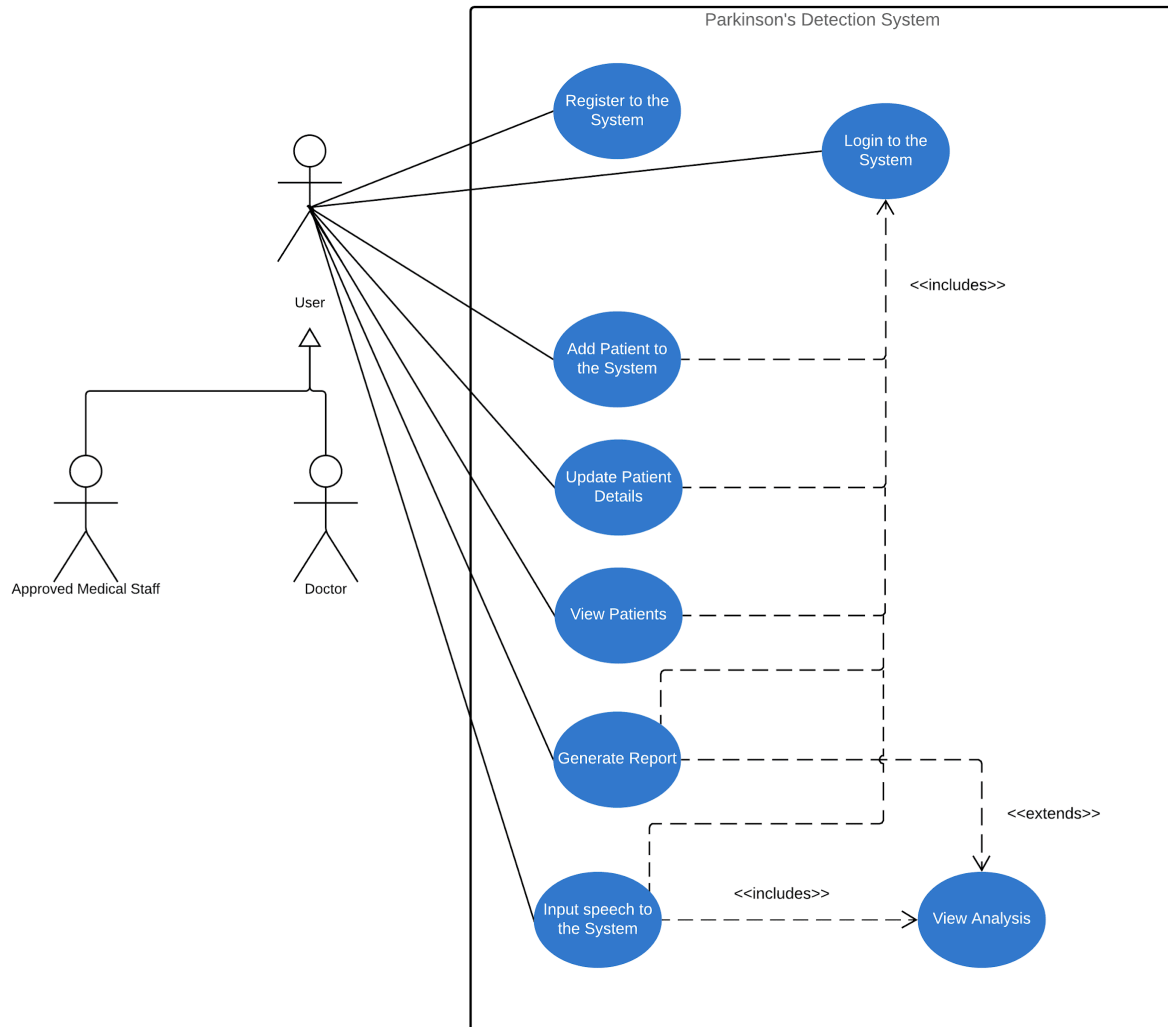 Parkinson's Detection System
Register to the
System
Login to the
System
User
<<includes>>
Add Patient to
the System
Update Patient
Details
Approved Medical Staff
Doctor
View Patients
Generate Report
<<extends>>
Input speech to
the System
<<includes>>
View Analysis